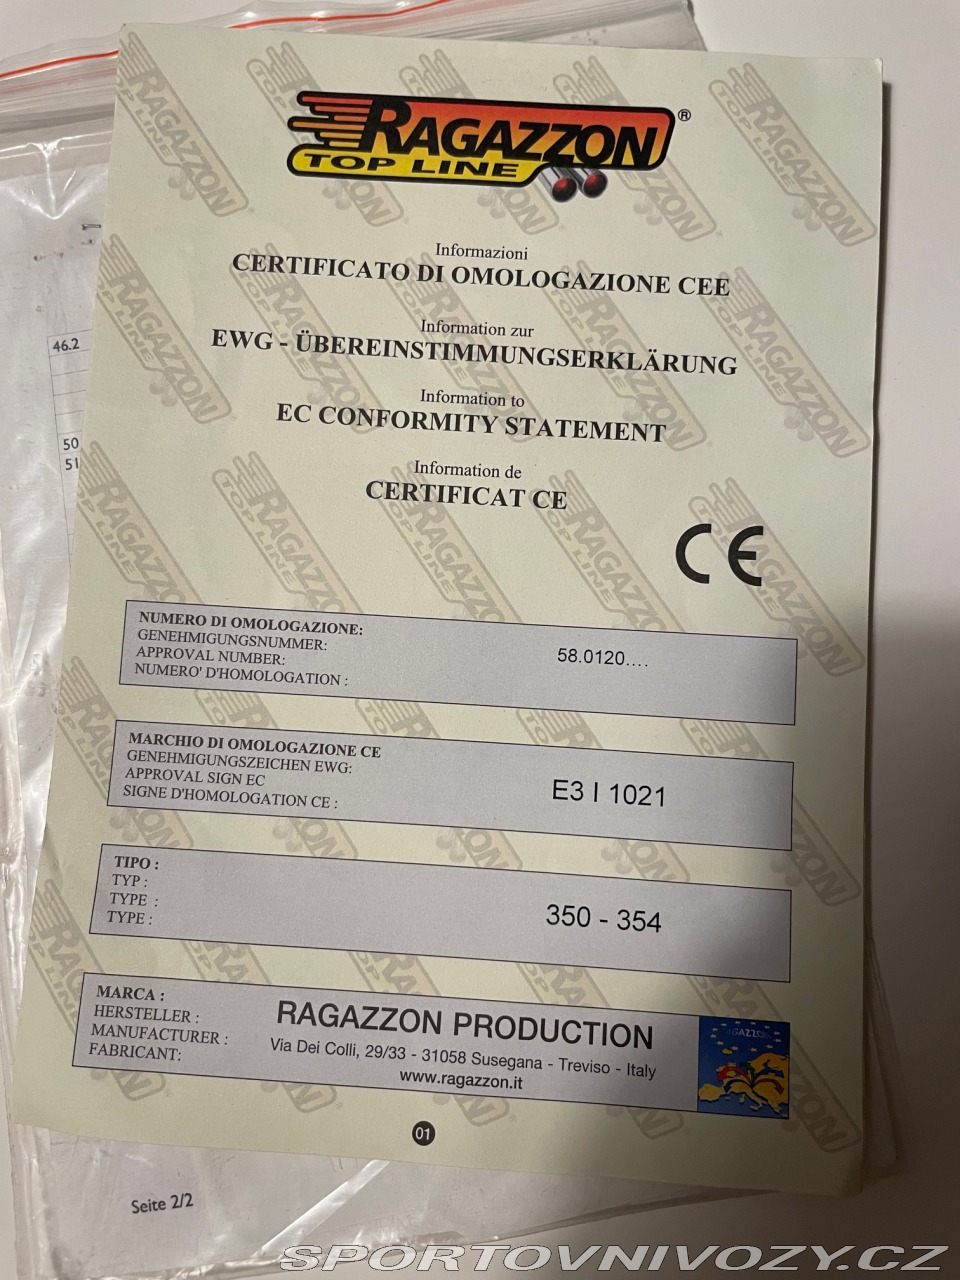 RAGAZZON ®
TOP LINE
Informazioni
CERTIFICATO DI OMOLOGAZIONE CEE
Information zur
EWG - ÜBEREINSTIMMUNGSERKLÄRUNG
Information to
EC CONFORMITY STATEMENT
Information de
CERTIFICAT CE
CE
46.2
50
51
NUMERO DI OMOLOGAZIONE:
GENEHMIGUNGSNUMMER:
APPROVAL NUMBER:
NUMERO' D'HOMOLOGATION :
58.0120....
MARCHIO DI OMOLOGAZIONE CE
GENEHMIGUNGSZEICHEN EWG:
APPROVAL SIGN EC
SIGNE D'HOMOLOGATION CE :
E3 I 1021
TIPO :
TYP :
TYPE :
TYPE :
350 - 354
MARCA :
HERSTELLER :
MANUFACTURER :
FABRICANT:
RAGAZZON PRODUCTION
Via Dei Colli, 29/33 - 31058 Susegana - Treviso - Italy
www.ragazzon.it
01
Seite 2/2
SPORTOVNIVOZY.CZ